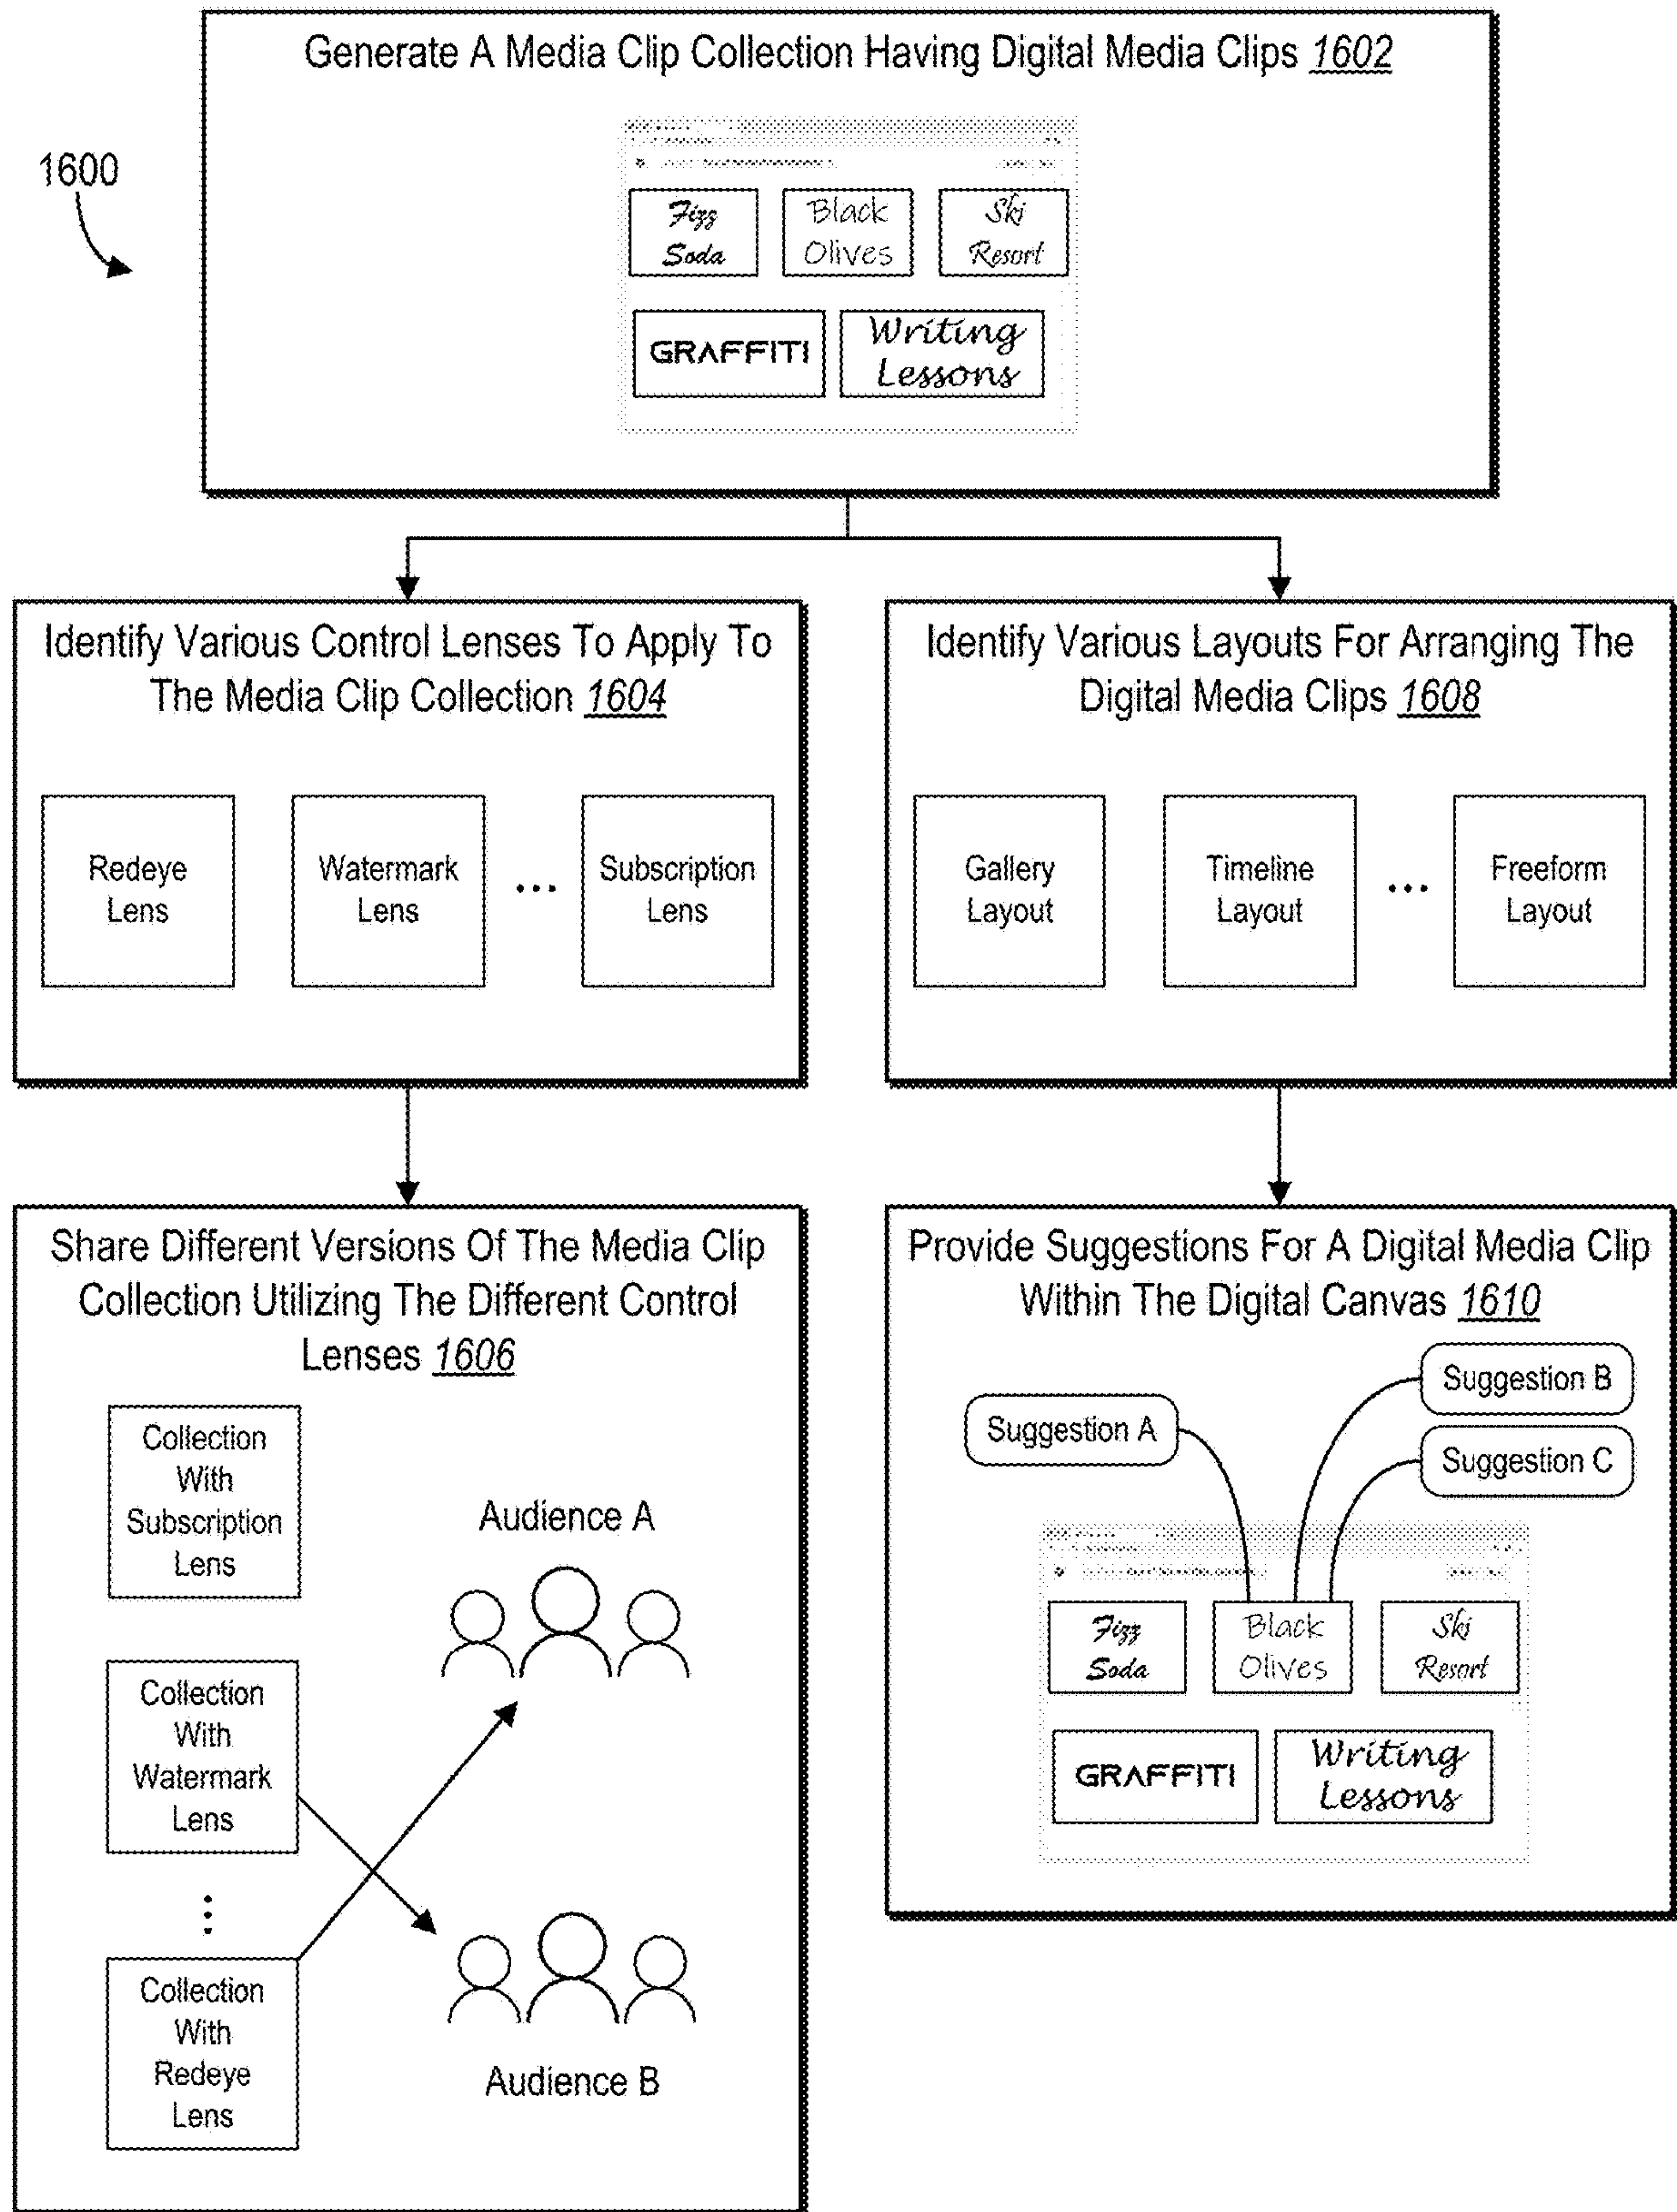 Generate A Media Clip Collection Having Digital Media Clips 1602
1600
Fizz
Soda
Black
Olives
Ski
Resort
GRAFFITI
Writing
Lessons
Identify Various Control Lenses To Apply To
The Media Clip Collection 1604
Redeye
Lens
Watermark
Lens
...
Subscription
Lens
Identify Various Layouts For Arranging The
Digital Media Clips 1608
Gallery
Layout
Timeline
Layout
...
Freeform
Layout
Share Different Versions Of The Media Clip
Collection Utilizing The Different Control
Lenses 1606
Collection
With
Subscription
Lens
Collection
With
Watermark
Lens
Collection
With
Redeye
Lens
Audience A
Audience B
Provide Suggestions For A Digital Media Clip
Within The Digital Canvas 1610
Suggestion A
Suggestion B
Suggestion C
Fizz
Soda
Black
Olives
Ski
Resort
GRAFFITI
Writing
Lessons